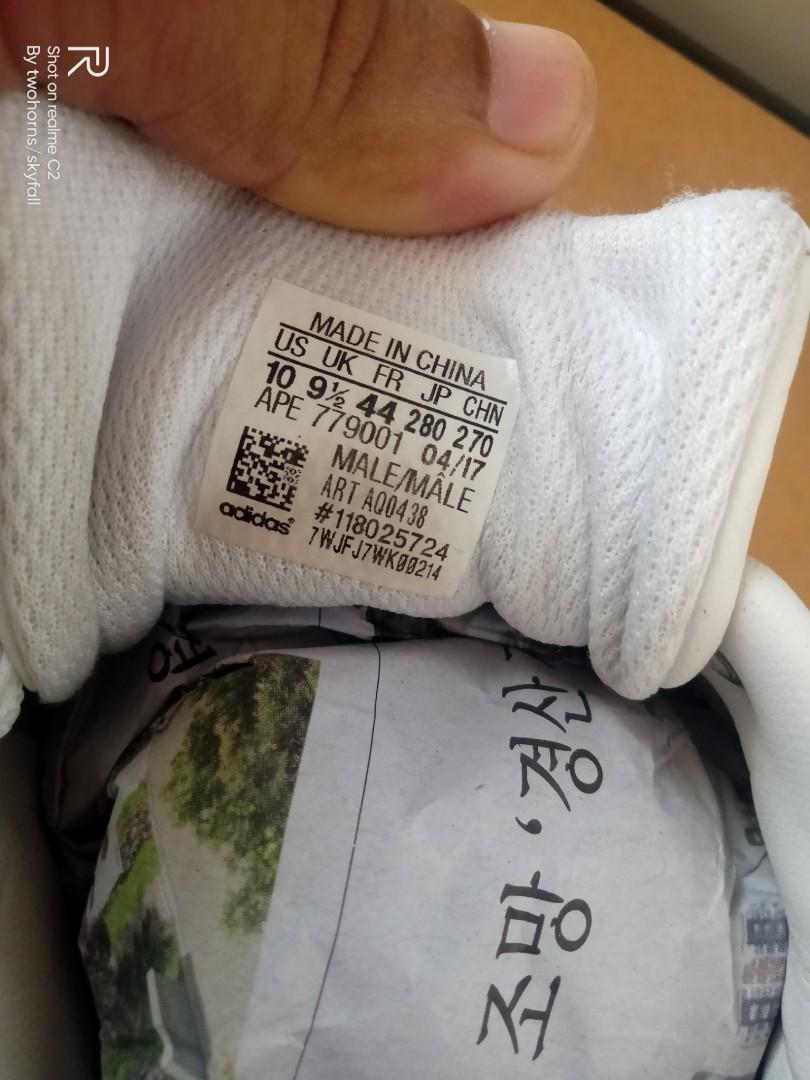 MADE IN CHINA
US UK FR JP CHN
10 9½ 44 280 270
APE 779001 04/17
MALE/MÂLE
ART AQ0438
#118025724
7WJFJ7WK00214
adidas®
조망 ‘경산
Shot on realme C2
By twohorns/skyfall